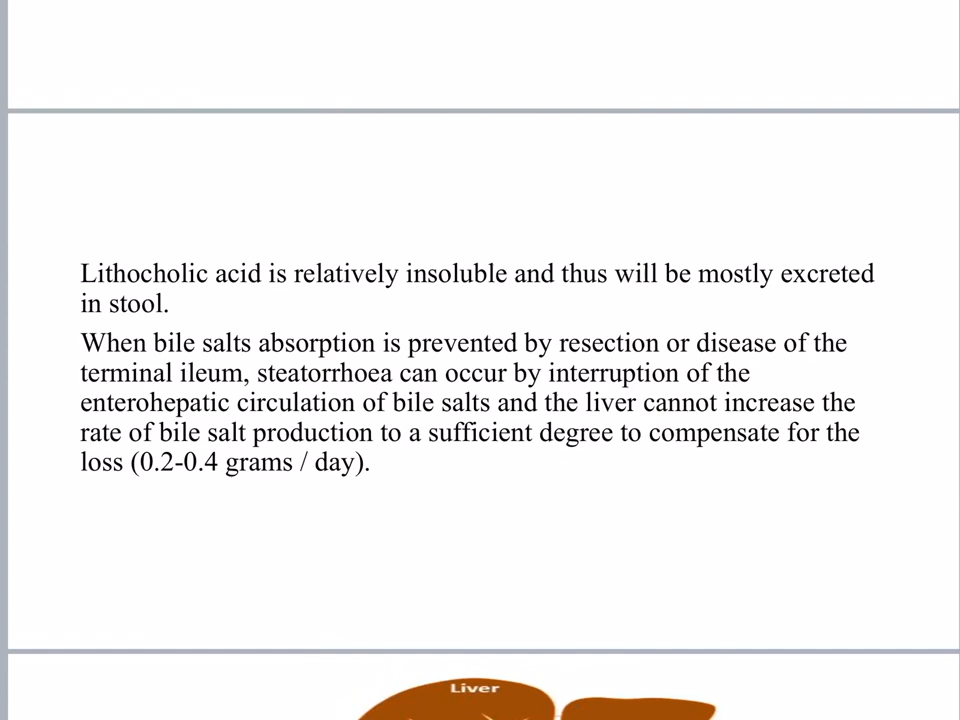 Lithocholic acid is relatively insoluble and thus will be mostly excreted
in stool.
When bile salts absorption is prevented by resection or disease of the
terminal ileum, steatorrhoea can occur by interruption of the
enterohepatic circulation of bile salts and the liver cannot increase the
rate of bile salt production to a sufficient degree to compensate for the
loss (0.2-0.4 grams / day).
Liver